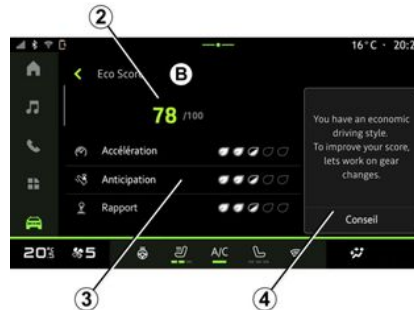 2
16°C · 20:2
Eco Score
B
78 /100
You have an economic
driving style.
To improve your score,
lets work on gear
changes.
Accélération
Anticipation
Rapport
Conseil
20⁵ 5 A/C
3
4